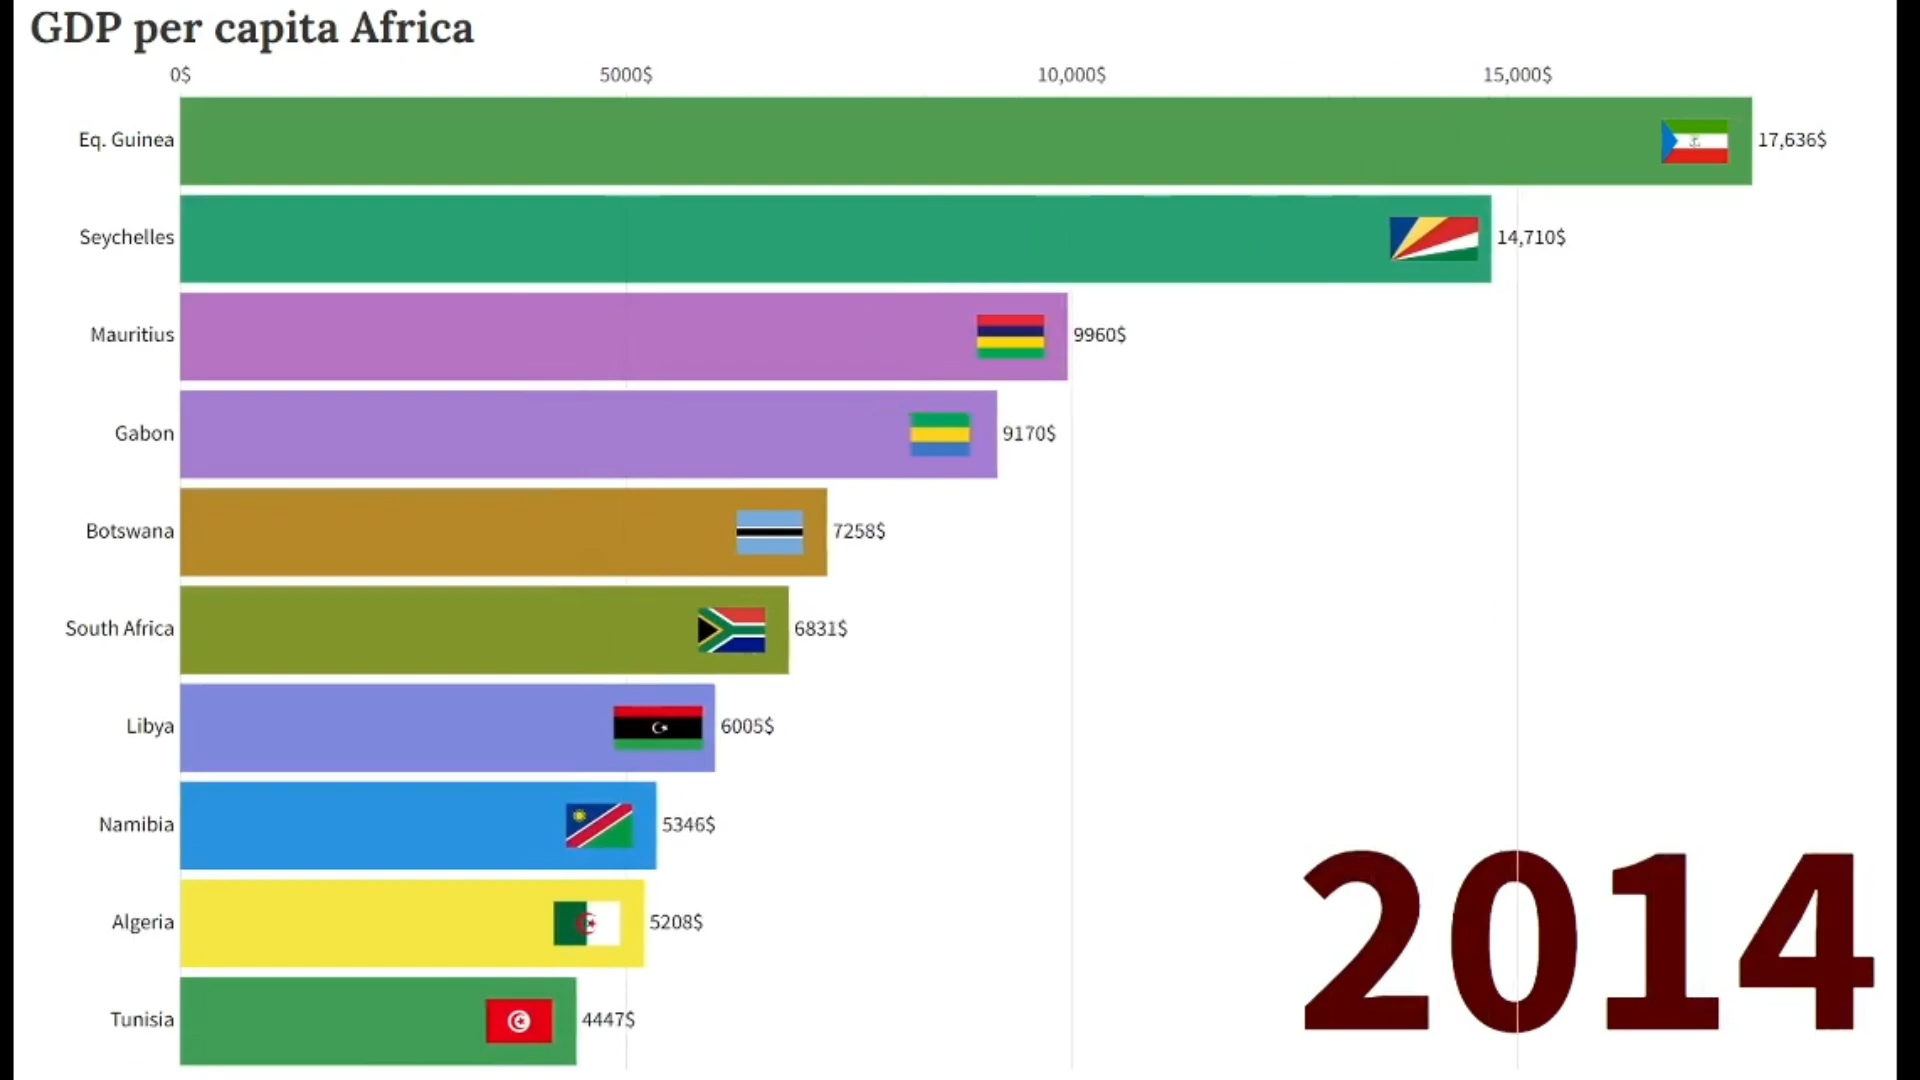 GDP per capita Africa
0$ 5000$ 10,000$ 15,000$
Eq. Guinea 17,636$
Seychelles 14,710$
Mauritius 9960$
Gabon 9170$
Botswana 7258$
South Africa 6831$
Libya 6005$
Namibia 5346$
Algeria 5208$
Tunisia 4447$
2014